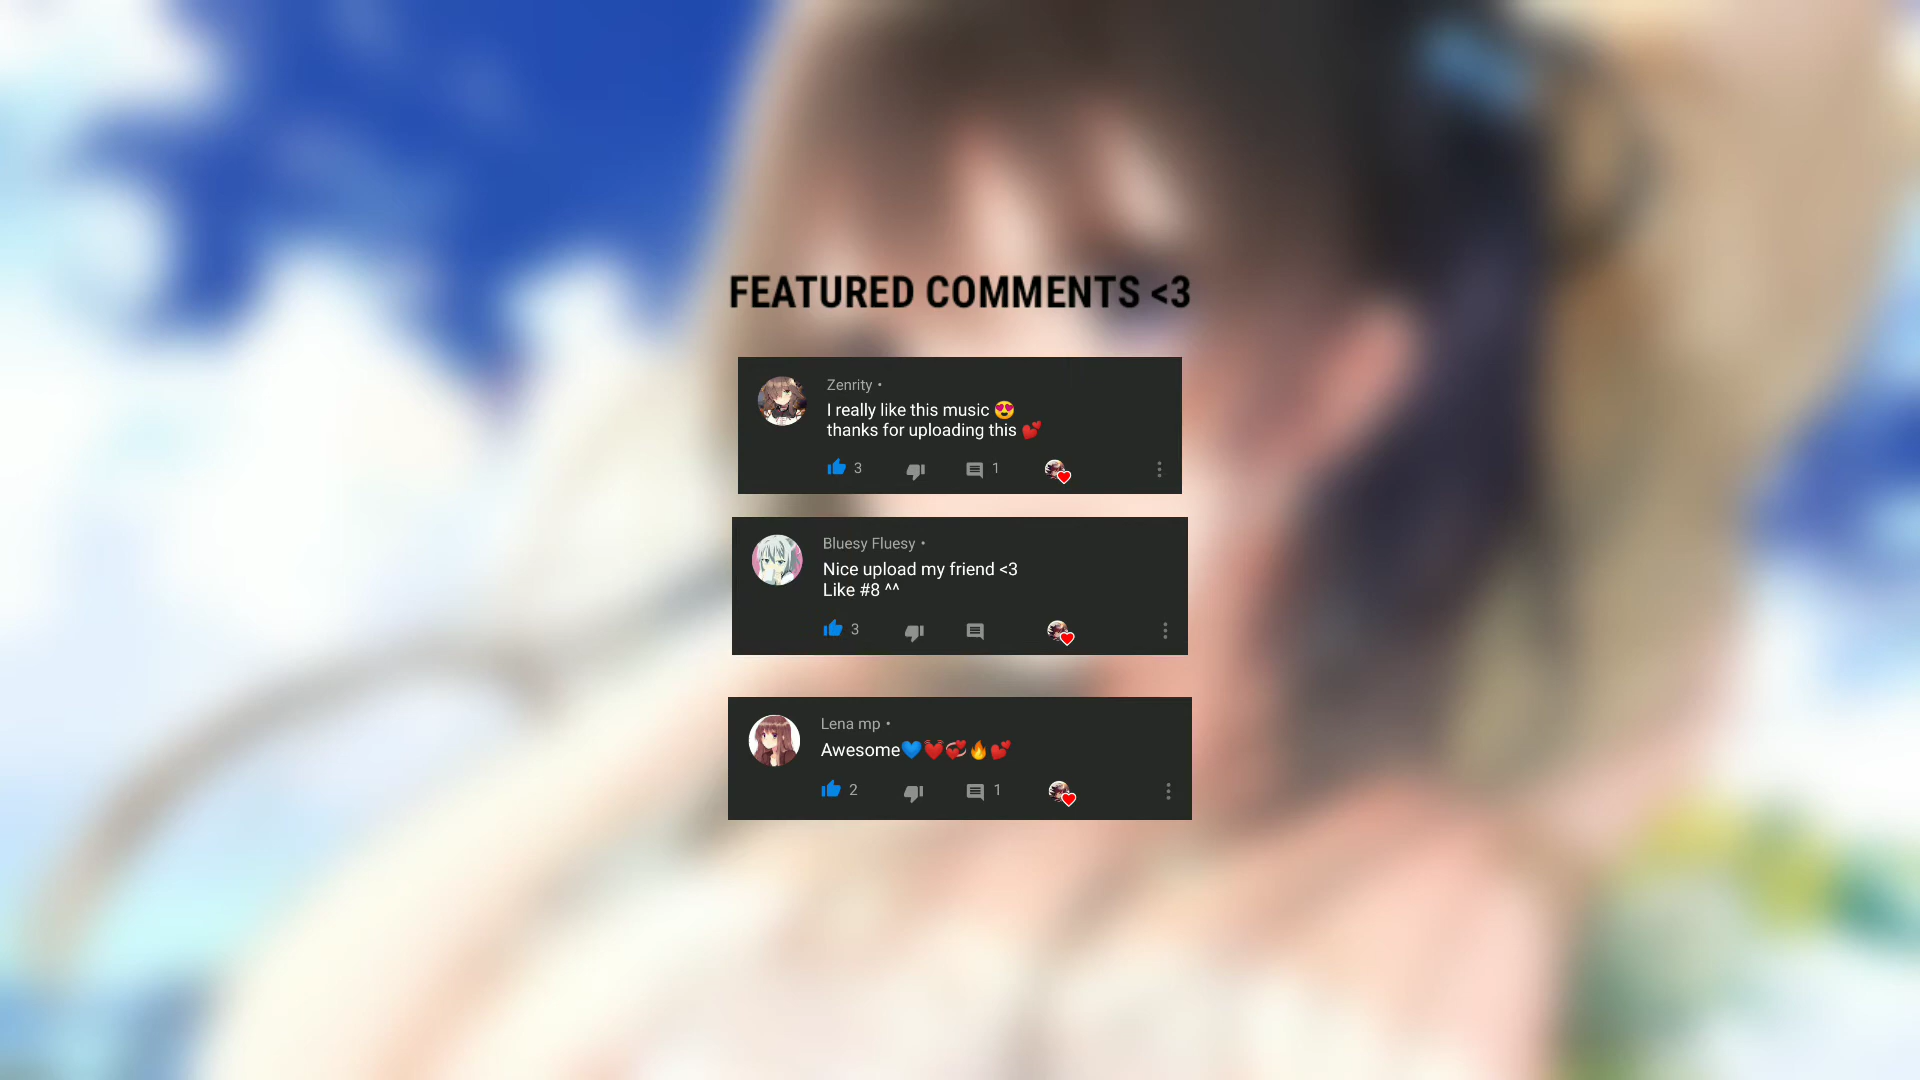 FEATURED COMMENTS <3
Zenrity •
I really like this music 😍
thanks for uploading this 💕
3 1
Bluesy Fluesy •
Nice upload my friend <3
Like #8 ^^
3
Lena mp •
Awesome💙💓💞🔥💕
2 1